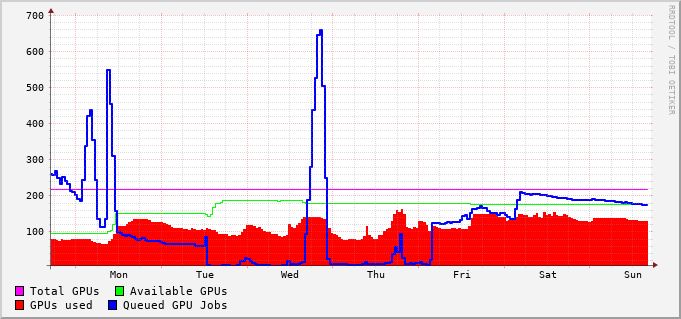 700
600
500
400
300
200
100
Mon Tue Wed Thu Fri Sat Sun
Total GPUs Available GPUs
GPUs used Queued GPU Jobs
RRDTOOL / TOBI OETIKER